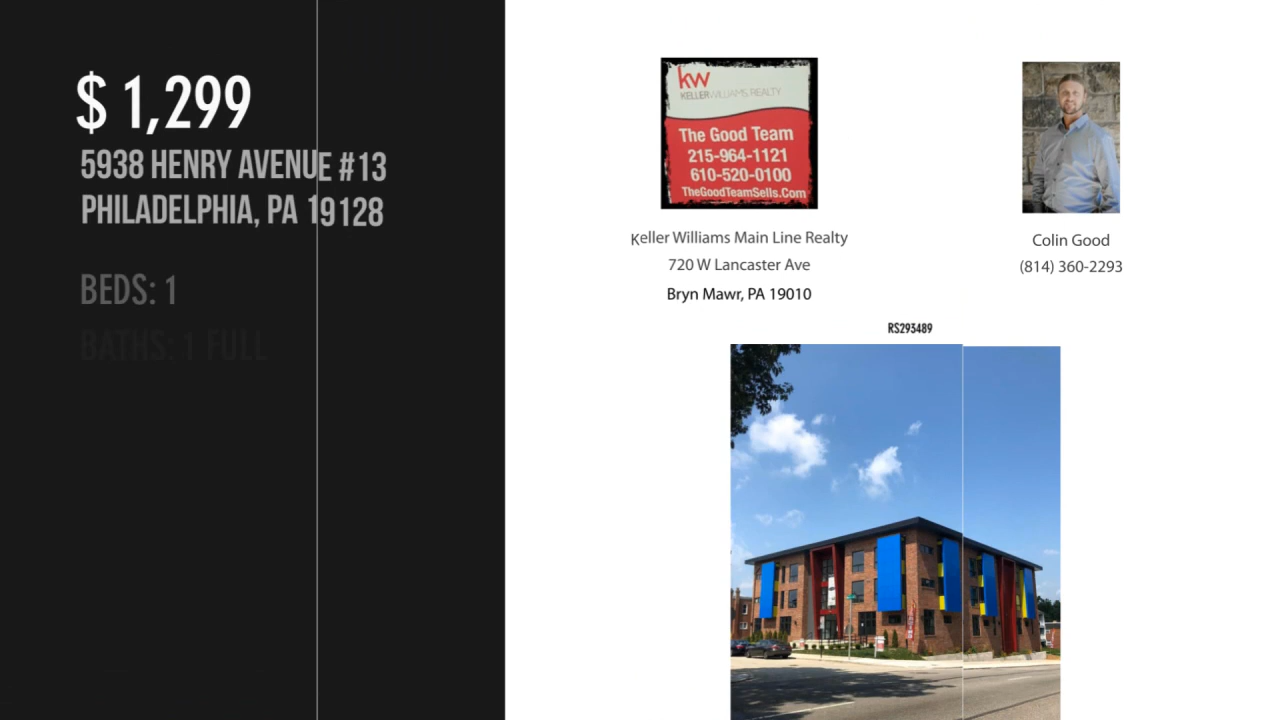 $ 1,299
5938 HENRY AVENUE #13
PHILADELPHIA, PA 19128
BEDS: 1
BATHS: 1 FULL
kw
KELLERWILLIAMS. REALTY
The Good Team
215-964-1121
610-520-0100
TheGoodTeamSells.Com
Keller Williams Main Line Realty
720 W Lancaster Ave
Bryn Mawr, PA 19010
Colin Good
(814) 360-2293
RS293489